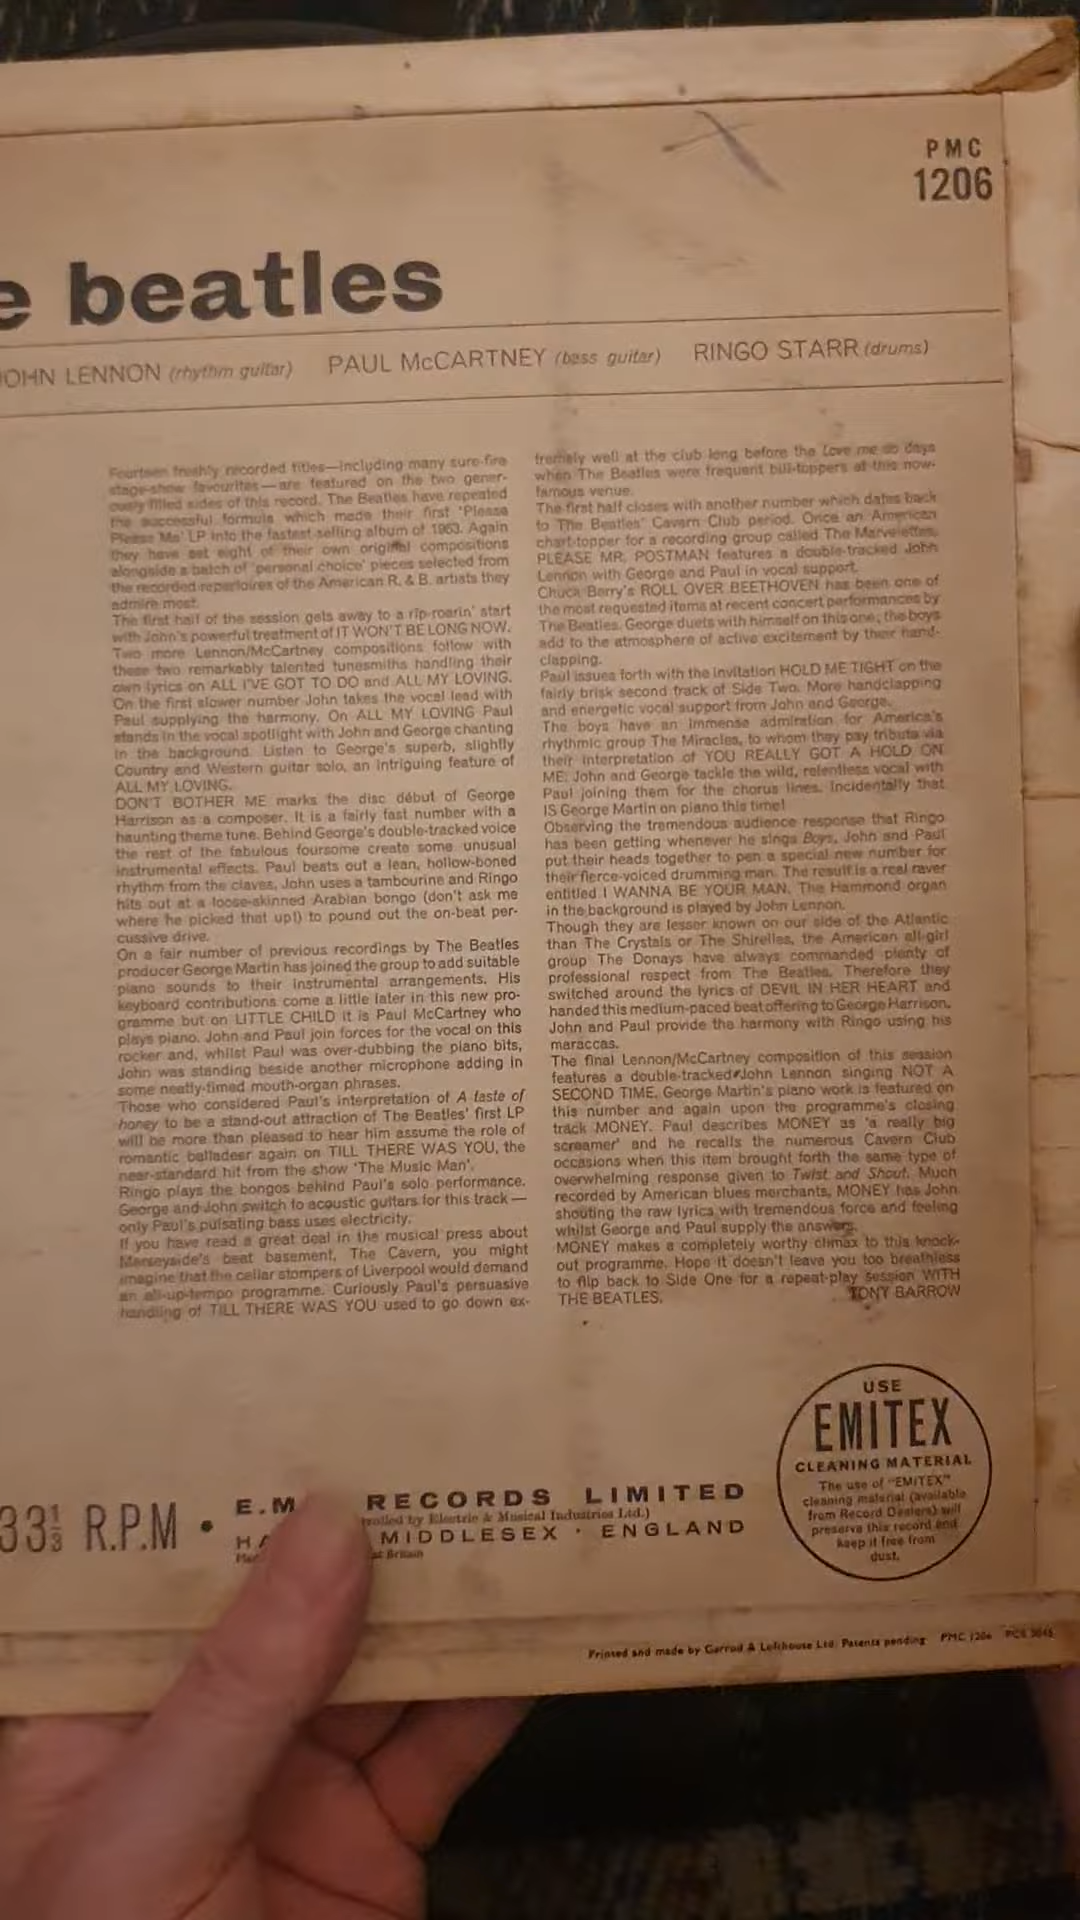 PMC
1206
e beatles
JOHN LENNON (rhythm guitar) PAUL McCARTNEY (bass guitar) RINGO STARR (drums)
Fourteen freshly recorded titles—including many sure-fire
stage-show favourites—are featured on the two gener-
ously filled sides of this record. The Beatles have repeated
the successful formula which made their first 'Please
Please Me' LP into the fastest-selling album of 1963. Again
they have set eight of their own original compositions
alongside a batch of 'personal choice' pieces selected from
the recorded repertoires of the American R. & B. artists they
admire most.
The first half of the session gets away to a rip-roarin' start
with John's powerful treatment of IT WON'T BE LONG NOW.
Two more Lennon/McCartney compositions follow with
these two remarkably talented tunesmiths handling their
own lyrics on ALL I'VE GOT TO DO and ALL MY LOVING.
On the first slower number John takes the vocal lead with
Paul supplying the harmony. On ALL MY LOVING Paul
stands in the vocal spotlight with John and George chanting
in the background. Listen to George's superb, slightly
Country and Western guitar solo, an intriguing feature of
ALL MY LOVING.
DON'T BOTHER ME marks the disc début of George
Harrison as a composer. It is a fairly fast number with a
haunting theme tune. Behind George's double-tracked voice
the rest of the fabulous foursome create some unusual
instrumental effects. Paul beats out a lean, hollow-boned
rhythm from the claves, John uses a tambourine and Ringo
hits out at a loose-skinned Arabian bongo (don't ask me
where he picked that up!) to pound out the on-beat per-
cussive drive.
On a fair number of previous recordings by The Beatles
producer George Martin has joined the group to add suitable
piano sounds to their instrumental arrangements. His
keyboard contributions come a little later in this new pro-
gramme but on LITTLE CHILD it is Paul McCartney who
plays piano. John and Paul join forces for the vocal on this
rocker and, whilst Paul was over-dubbing the piano bits,
John was standing beside another microphone adding in
some neatly-timed mouth-organ phrases.
Those who considered Paul's interpretation of A taste of
honey to be a stand-out attraction of The Beatles' first LP
will be more than pleased to hear him assume the role of
romantic balladeer again on TILL THERE WAS YOU, the
near-standard hit from the show 'The Music Man'.
Ringo plays the bongos behind Paul's solo performance.
George and John switch to acoustic guitars for this track—
only Paul's pulsating bass uses electricity.
If you have read a great deal in the musical press about
Merseyside's beat basement, The Cavern, you might
imagine that the cellar stompers of Liverpool would demand
an all-up-tempo programme. Curiously Paul's persuasive
handling of TILL THERE WAS YOU used to go down ex-
tremely well at the club long before the Love me do days
when The Beatles were frequent bill-toppers at this now-
famous venue.
The first half closes with another number which dates back
to The Beatles' Cavern Club period. Once an American
chart-topper for a recording group called The Marvelettes,
PLEASE MR. POSTMAN features a double-tracked John
Lennon with George and Paul in vocal support.
Chuck Berry's ROLL OVER BEETHOVEN has been one of
the most requested items at recent concert performances by
The Beatles. George duets with himself on this one; the boys
add to the atmosphere of active excitement by their hand-
clapping.
Paul issues forth with the invitation HOLD ME TIGHT on the
fairly brisk second track of Side Two. More handclapping
and energetic vocal support from John and George.
The boys have an immense admiration for America's
rhythmic group The Miracles, to whom they pay tribute via
their interpretation of YOU REALLY GOT A HOLD ON
ME. John and George tackle the wild, relentless vocal with
Paul joining them for the chorus lines. Incidentally that
IS George Martin on piano this time!
Observing the tremendous audience response that Ringo
has been getting whenever he sings Boys, John and Paul
put their heads together to pen a special new number for
their fierce-voiced drumming man. The result is a real raver
entitled I WANNA BE YOUR MAN. The Hammond organ
in the background is played by John Lennon.
Though they are lesser known on our side of the Atlantic
than The Crystals or The Shirelles, the American all-girl
group The Donays have always commanded plenty of
professional respect from The Beatles. Therefore they
switched around the lyrics of DEVIL IN HER HEART and
handed this medium-paced beat offering to George Harrison.
John and Paul provide the harmony with Ringo using his
maraccas.
The final Lennon/McCartney composition of this session
features a double-tracked John Lennon singing NOT A
SECOND TIME. George Martin's piano work is featured on
this number and again upon the programme's closing
track MONEY. Paul describes MONEY as 'a really big
screamer' and he recalls the numerous Cavern Club
occasions when this item brought forth the same type of
overwhelming response given to Twist and Shout. Much
recorded by American blues merchants, MONEY has John
shouting the raw lyrics with tremendous force and feeling
whilst George and Paul supply the answers.
MONEY makes a completely worthy climax to this knock-
out programme. Hope it doesn't leave you too breathless
to flip back to Side One for a repeat-play session WITH
THE BEATLES. TONY BARROW
USE
EMITEX
CLEANING MATERIAL
The use of "EMITEX"
cleaning material (available
from Record Dealers) will
preserve this record and
keep it free from
dust.
33⅓ R.P.M • E.M RECORDS LIMITED
trolled by Electric & Musical Industries Ltd.)
HA MIDDLESEX · ENGLAND
at Britain
Printed and made by Garrod & Lofthouse Ltd. Patents pending PMC 1206 PCS 3045